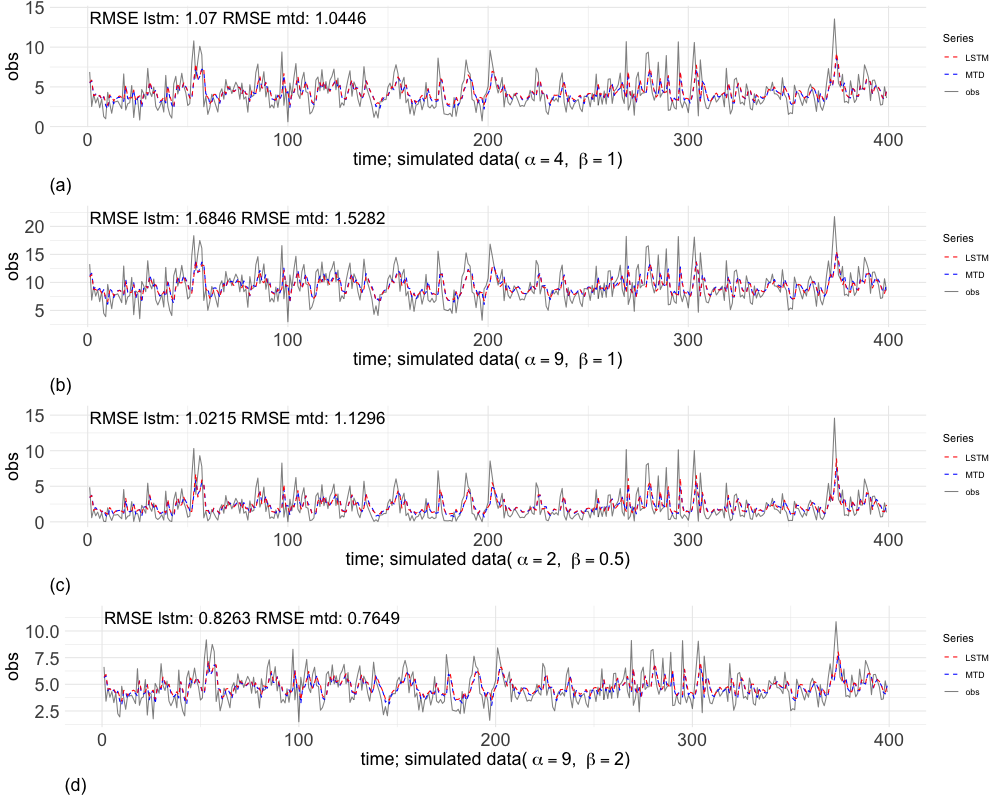 RMSE lstm: 1.07 RMSE mtd: 1.0446
15
10
5
0
obs
0 100 200 300 400
time; simulated data( α = 4, β = 1)
Series
LSTM
MTD
obs
(a)
RMSE lstm: 1.6846 RMSE mtd: 1.5282
20
15
10
5
obs
0 100 200 300 400
time; simulated data( α = 9, β = 1)
Series
LSTM
MTD
obs
(b)
RMSE lstm: 1.0215 RMSE mtd: 1.1296
15
10
5
0
obs
0 100 200 300 400
time; simulated data( α = 2, β = 0.5)
Series
LSTM
MTD
obs
(c)
RMSE lstm: 0.8263 RMSE mtd: 0.7649
10.0
7.5
5.0
2.5
obs
0 100 200 300 400
time; simulated data( α = 9, β = 2)
Series
LSTM
MTD
obs
(d)